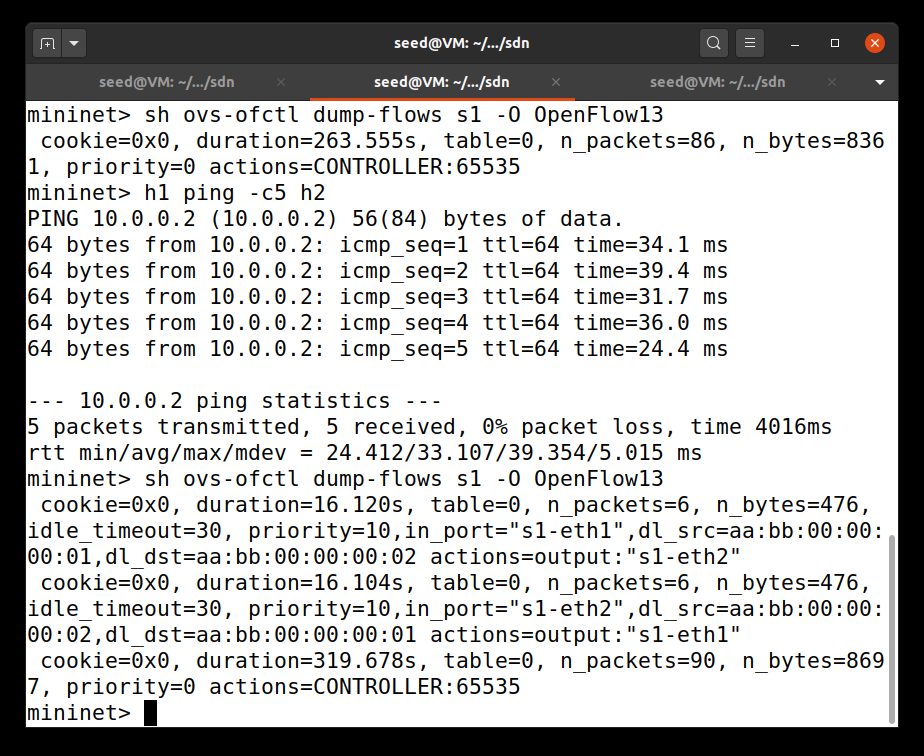 seed@VM: ~/.../sdn
seed@VM: ~/.../sdn
seed@VM: ~/.../sdn
seed@VM: ~/.../sdn
mininet> sh ovs-ofctl dump-flows s1 -O OpenFlow13
 cookie=0x0, duration=263.555s, table=0, n_packets=86, n_bytes=836
1, priority=0 actions=CONTROLLER:65535
mininet> h1 ping -c5 h2
PING 10.0.0.2 (10.0.0.2) 56(84) bytes of data.
64 bytes from 10.0.0.2: icmp_seq=1 ttl=64 time=34.1 ms
64 bytes from 10.0.0.2: icmp_seq=2 ttl=64 time=39.4 ms
64 bytes from 10.0.0.2: icmp_seq=3 ttl=64 time=31.7 ms
64 bytes from 10.0.0.2: icmp_seq=4 ttl=64 time=36.0 ms
64 bytes from 10.0.0.2: icmp_seq=5 ttl=64 time=24.4 ms

--- 10.0.0.2 ping statistics ---
5 packets transmitted, 5 received, 0% packet loss, time 4016ms
rtt min/avg/max/mdev = 24.412/33.107/39.354/5.015 ms
mininet> sh ovs-ofctl dump-flows s1 -O OpenFlow13
 cookie=0x0, duration=16.120s, table=0, n_packets=6, n_bytes=476,
idle_timeout=30, priority=10,in_port="s1-eth1",dl_src=aa:bb:00:00:
00:01,dl_dst=aa:bb:00:00:00:02 actions=output:"s1-eth2"
 cookie=0x0, duration=16.104s, table=0, n_packets=6, n_bytes=476,
idle_timeout=30, priority=10,in_port="s1-eth2",dl_src=aa:bb:00:00:
00:02,dl_dst=aa:bb:00:00:00:01 actions=output:"s1-eth1"
 cookie=0x0, duration=319.678s, table=0, n_packets=90, n_bytes=869
7, priority=0 actions=CONTROLLER:65535
mininet>